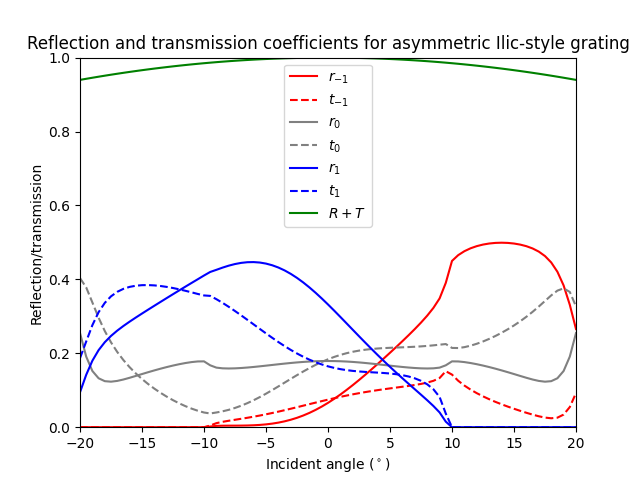 Reflection and transmission coefficients for asymmetric Ilic-style grating
Reflection/transmission
1.0
0.8
0.6
0.4
0.2
0.0
r₋₁
t₋₁
r₀
t₀
r₁
t₁
R + T
−20 −15 −10 −5 0 5 10 15 20
Incident angle (°)